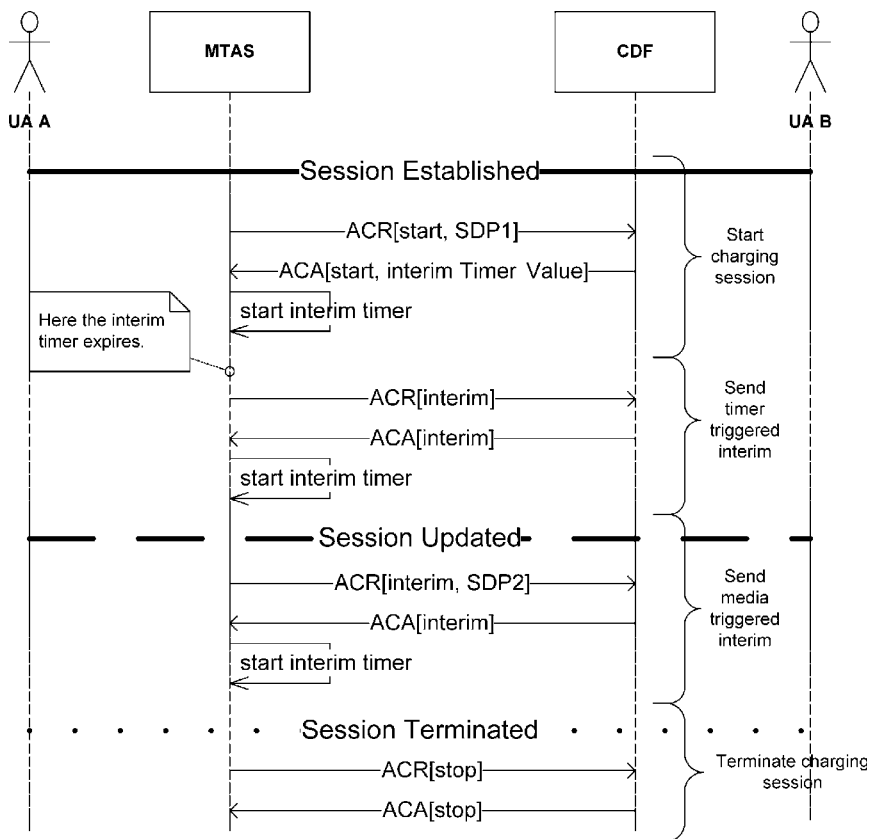 MTAS
CDF
UA A
UA B
Session Established
ACR[start, SDP1]
ACA[start, interim Timer Value]
start interim timer
Start
charging
session
Here the interim
timer expires.
ACR[interim]
ACA[interim]
start interim timer
Send
timer
triggered
interim
Session Updated
ACR[interim, SDP2]
ACA[interim]
start interim timer
Send
media
triggered
interim
Session Terminated
ACR[stop]
ACA[stop]
Terminate charging
session